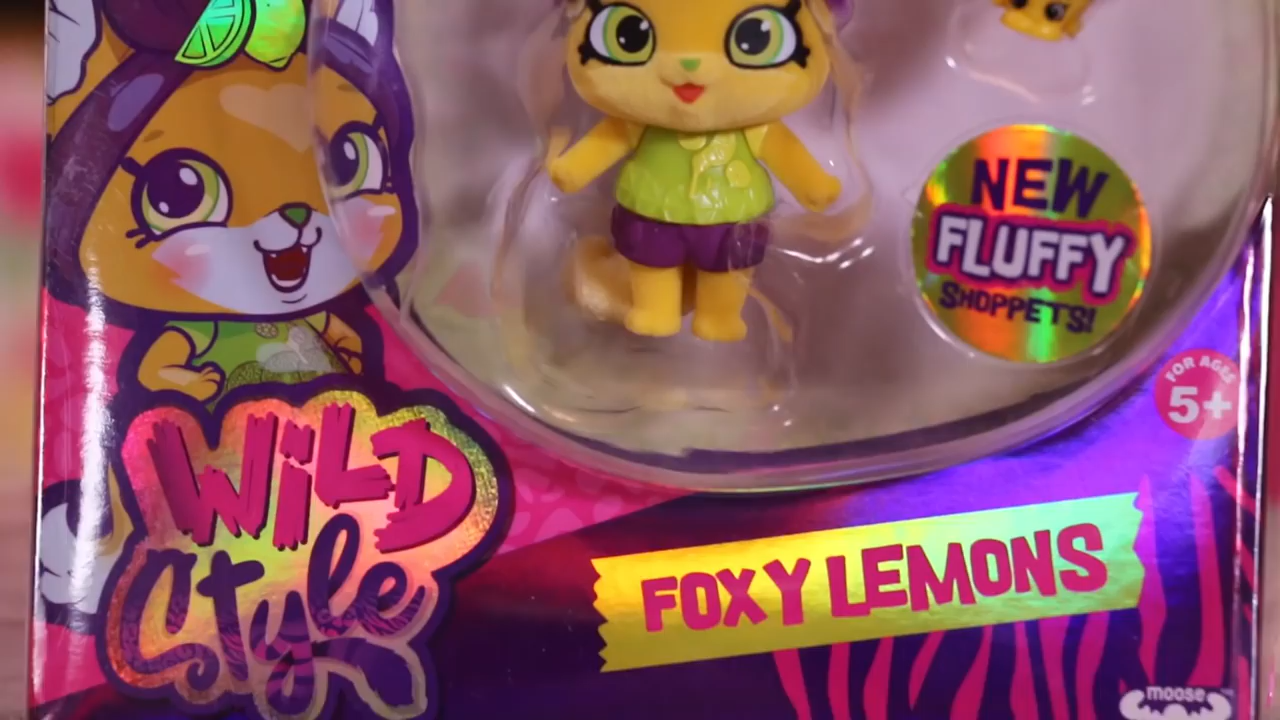 NEW
FLUFFY
SHOPPETS!
FOR AGES
5+
WiLD
Style
FOXY LEMONS
moose